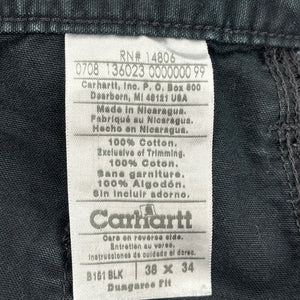 RN# 14806
0708 136023 0000000 99
Carhartt, Inc. P.O. Box 600
Dearborn, MI 48121 USA
Made in Nicaragua.
Fabriqué au Nicaragua.
Hecho en Nicaragua.
100% Cotton.
Exclusive of Trimming.
100% Coton.
Sans garniture.
100% Algodón.
Sin incluir adorno.
Carhartt
Care on reverse side.
Entretien au verso.
Instrucciones de cuidado al dorso.
B151 BLK
38 X 34
Dungaree Fit